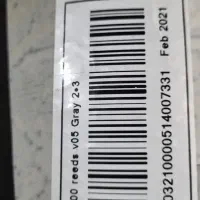 00 reeds v05 Gray 2+3
Feb 2021
03210000514007331